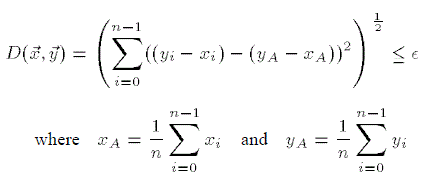 $D(\vec{x}, \vec{y}) = \left( \sum_{i=0}^{n-1} ((y_i - x_i) - (y_A - x_A))^2 \right)^{\frac{1}{2}} \leq \epsilon$
where $x_A = \frac{1}{n} \sum_{i=0}^{n-1} x_i$ and $y_A = \frac{1}{n} \sum_{i=0}^{n-1} y_i$